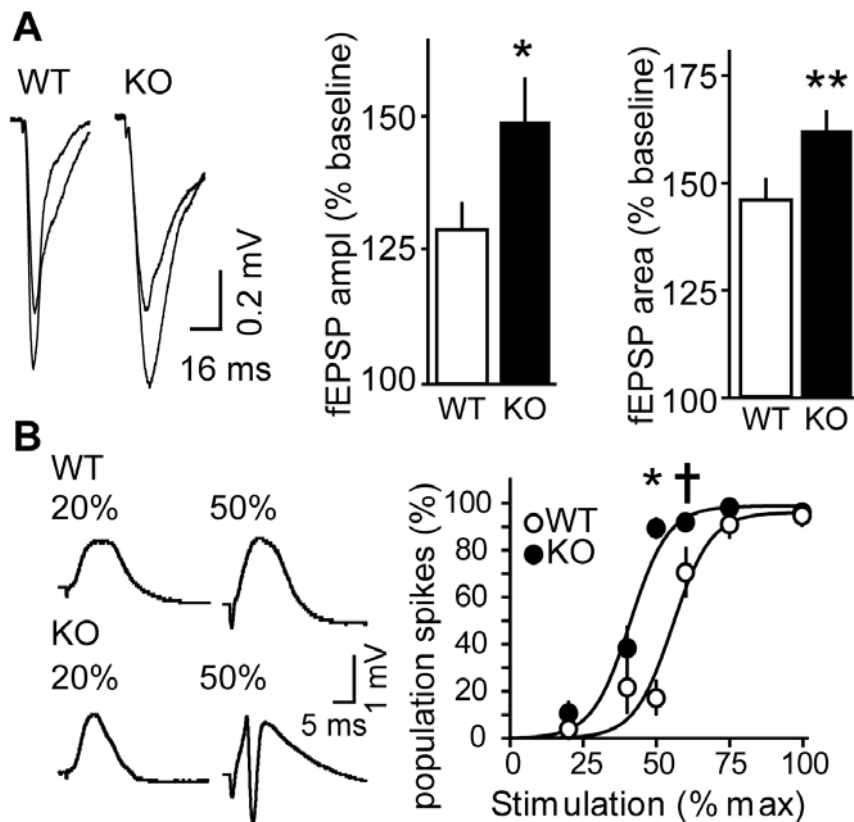 A
WT KO
0.2 mV
16 ms
fEPSP ampl (% baseline)
150
125
100
*
WT KO
fEPSP area (% baseline)
175
150
125
100
**
WT KO
B
WT
20% 50%
KO
20% 50%
1 mV
5 ms
population spikes (%)
100
80
60
40
20
0
* †
WT
KO
0 25 50 75 100
Stimulation (% max)